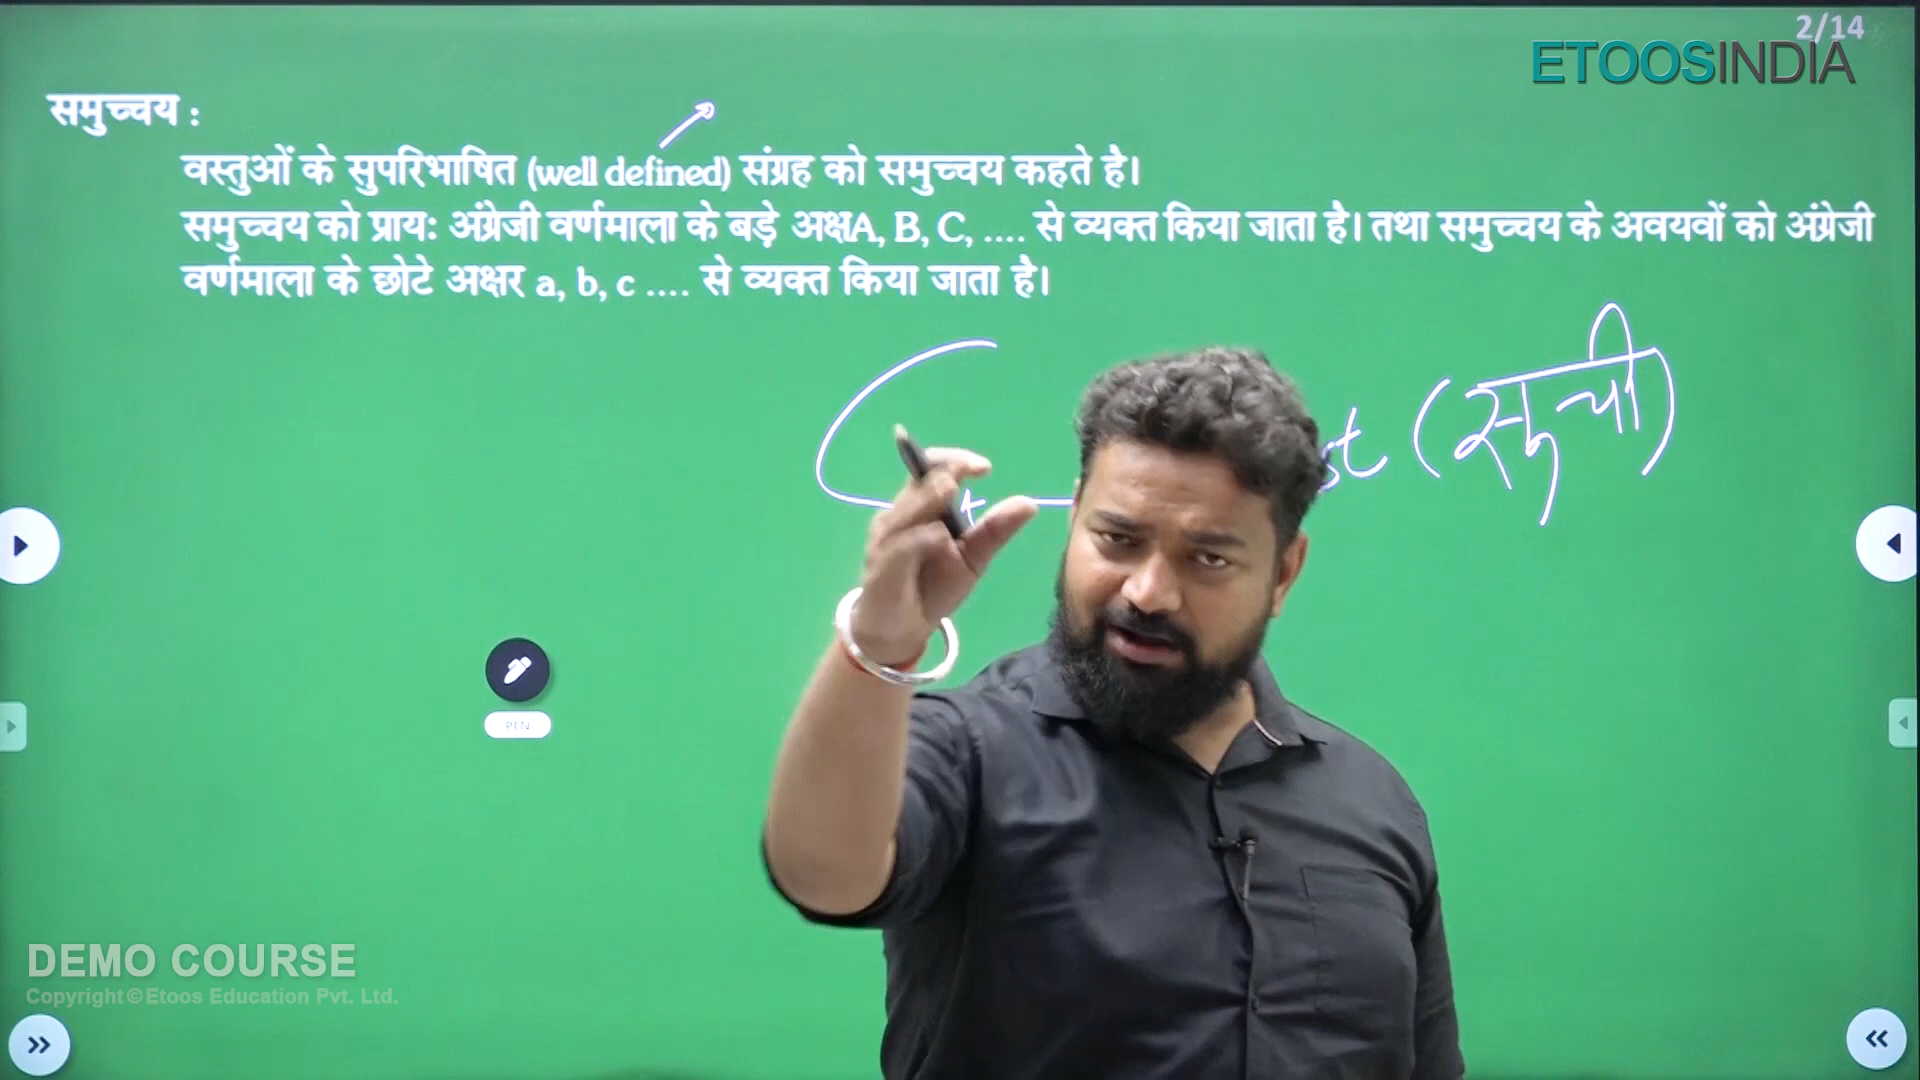 2/14
ETOOSINDIA
समुच्चय :
वस्तुओं के सुपरिभाषित (well defined) संग्रह को समुच्चय कहते है।
समुच्चय को प्राय: अंग्रेजी वर्णमाला के बड़े अक्षA, B, C, .... से व्यक्त किया जाता है। तथा समुच्चय के अवयवों को अंग्रेजी
वर्णमाला के छोटे अक्षर a, b, c .... से व्यक्त किया जाता है।
(सुची)
PEN
DEMO COURSE
Copyright©Etoos Education Pvt. Ltd.